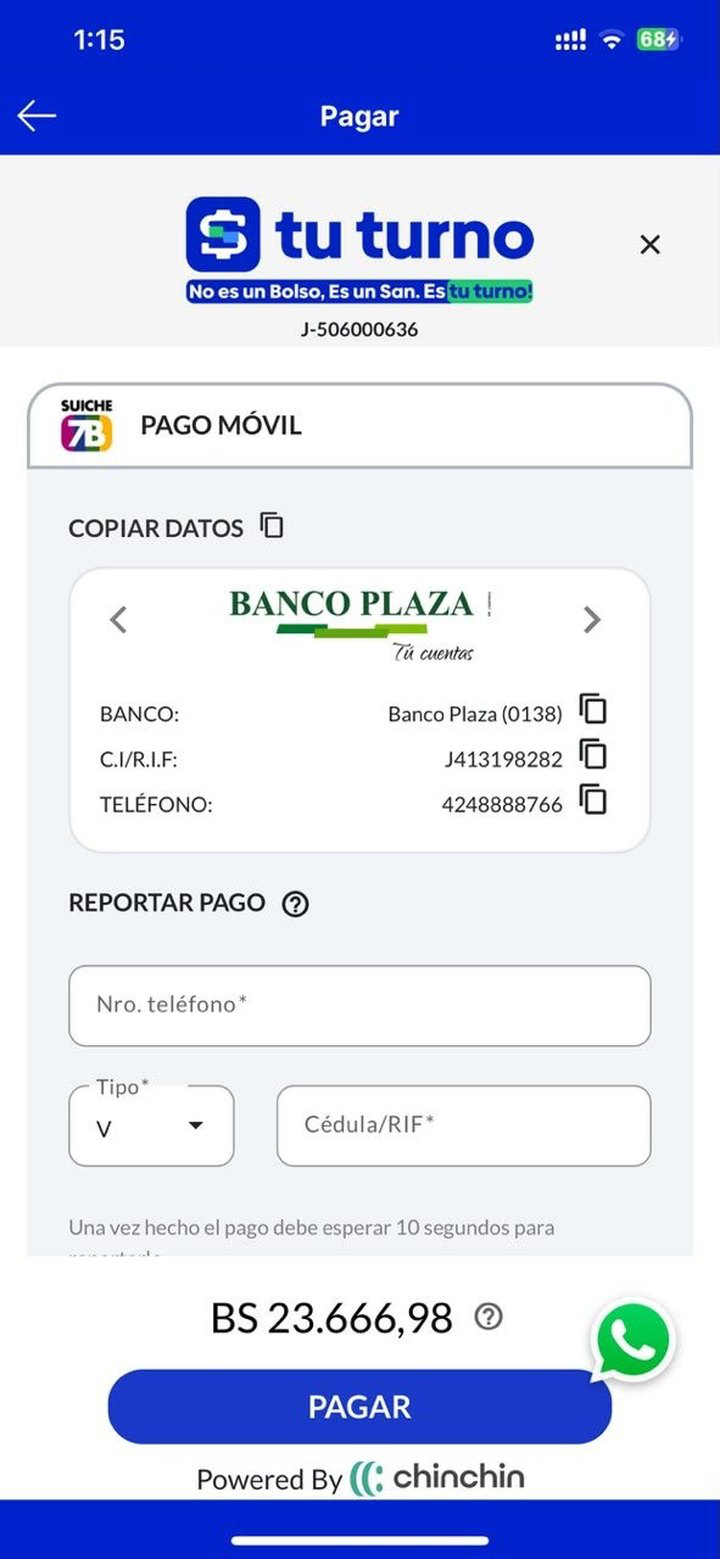 1:15
68
Pagar
tu turno
No es un Bolso, Es un San. Es tu turno!
J-506000636
SUICHE
7B
PAGO MÓVIL
COPIAR DATOS
BANCO PLAZA
Tú cuentas
BANCO: Banco Plaza (0138)
C.I/R.I.F: J413198282
TELÉFONO: 4248888766
REPORTAR PAGO ?
Nro. teléfono*
Tipo*
V
Cédula/RIF*
Una vez hecho el pago debe esperar 10 segundos para
BS 23.666,98 ?
PAGAR
Powered By chinchin